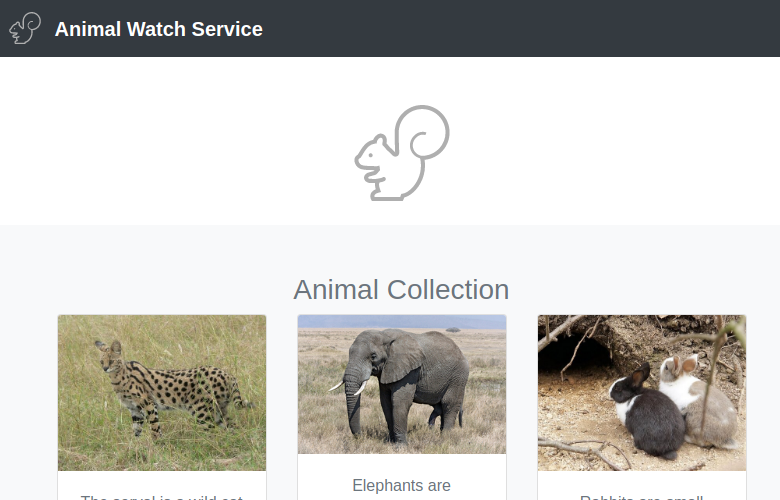 Animal Watch Service
Animal Collection
The serval is a wild cat
Elephants are
Rabbits are small